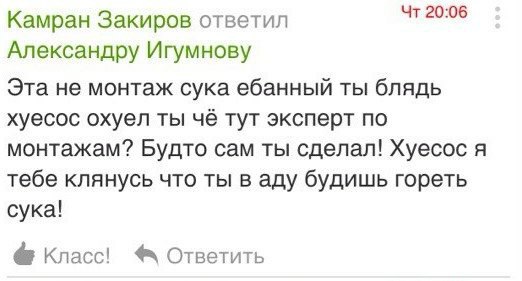 Камран Закиров ответил Чт 20:06
Александру Игумнову
Эта не монтаж сука ебанный ты блядь
хуесос охуел ты чё тут эксперт по
монтажам? Будто сам ты сделал! Хуесос я
тебе клянусь что ты в аду будишь гореть
сука!
Класс! Ответить